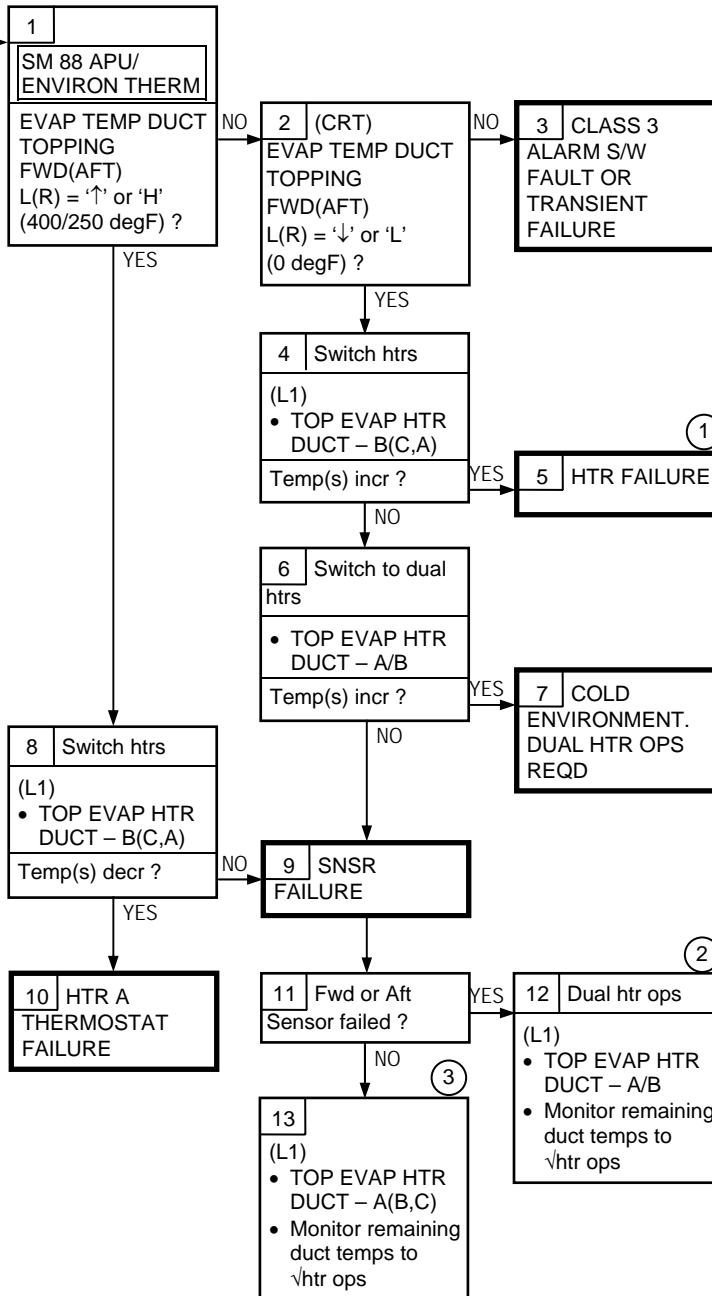 1
SM 88 APU/
ENVIRON THERM
EVAP TEMP DUCT
TOPPING
FWD(AFT)
L(R) = ‘↑’ or ‘H’
(400/250 degF) ?
NO
YES
2 (CRT)
EVAP TEMP DUCT
TOPPING
FWD(AFT)
L(R) = ‘↓’ or ‘L’
(0 degF) ?
NO
YES
3 CLASS 3
ALARM S/W
FAULT OR
TRANSIENT
FAILURE
4 Switch htrs
(L1)
• TOP EVAP HTR
DUCT – B(C,A)
Temp(s) incr ?
YES
NO
1
5 HTR FAILURE
6 Switch to dual
htrs
• TOP EVAP HTR
DUCT – A/B
Temp(s) incr ?
YES
NO
7 COLD
ENVIRONMENT.
DUAL HTR OPS
REQD
8 Switch htrs
(L1)
• TOP EVAP HTR
DUCT – B(C,A)
Temp(s) decr ?
NO
YES
9 SNSR
FAILURE
10 HTR A
THERMOSTAT
FAILURE
11 Fwd or Aft
Sensor failed ?
YES
NO
2
12 Dual htr ops
(L1)
• TOP EVAP HTR
DUCT – A/B
• Monitor remaining
duct temps to
√htr ops
3
13
(L1)
• TOP EVAP HTR
DUCT – A(B,C)
• Monitor remaining
duct temps to
√htr ops